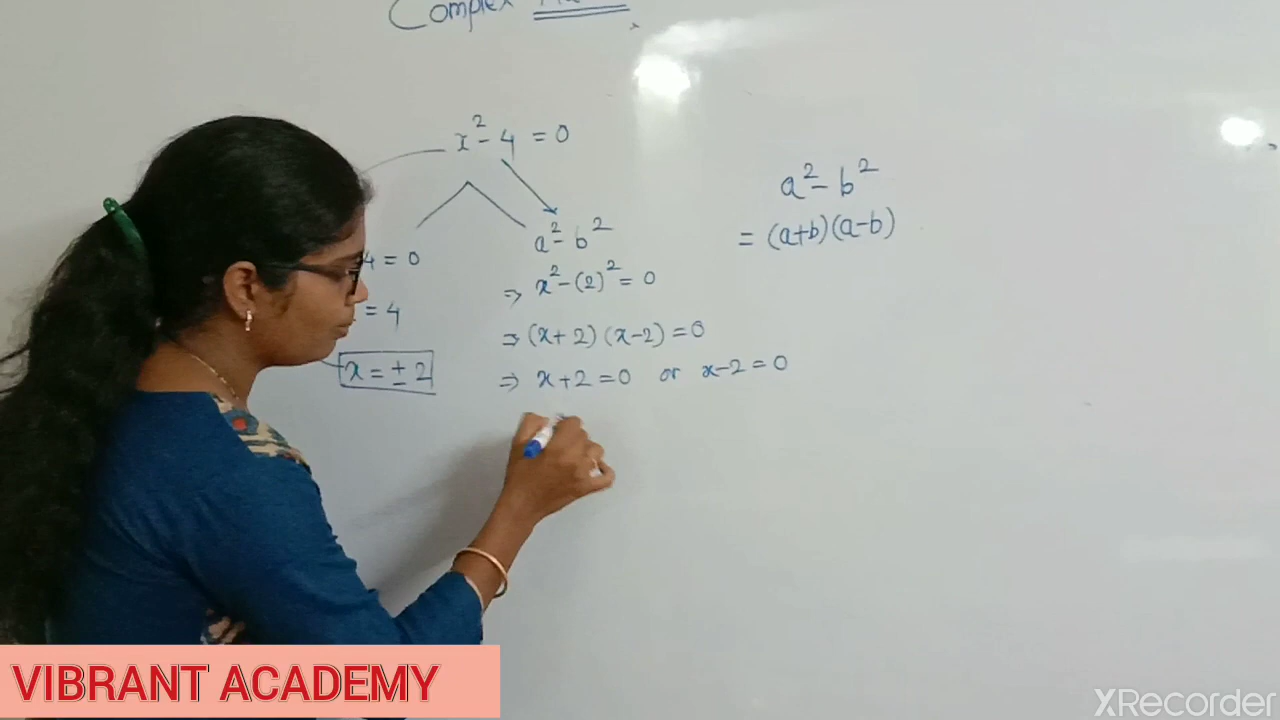 Complex
x² - 4 = 0
a² - b²
= (a+b)(a-b)
4 = 0
= 4
x = ± 2
a² - b²
⇒ x² - (2)² = 0
⇒ (x+2) (x-2) = 0
⇒ x+2 = 0 or x-2 = 0
VIBRANT ACADEMY
XRecorder